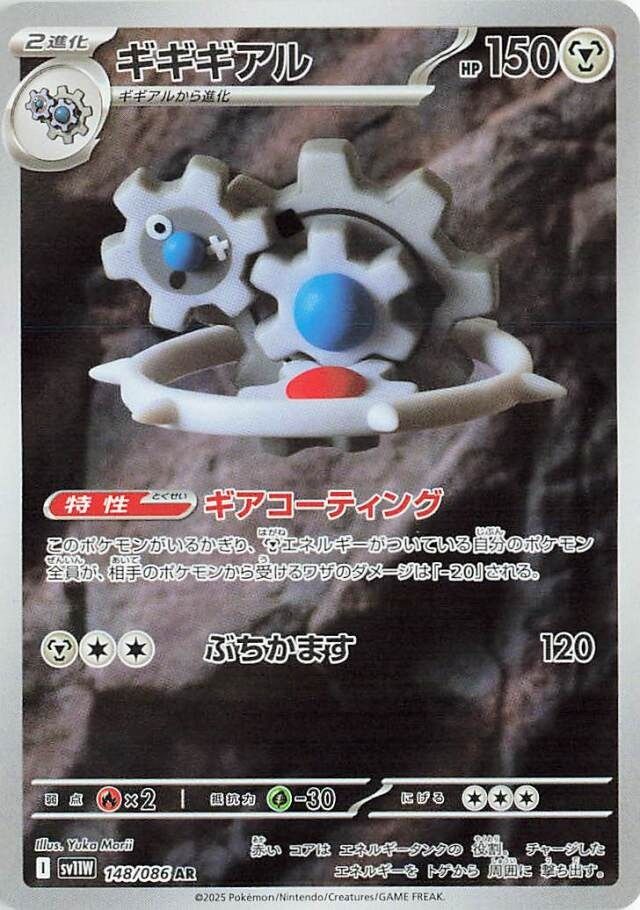 2進化
ギギギアル
HP 150
ギギアルから進化
特性 とくせい
ギアコーティング
このポケモンがいるかぎり、エネルギーがついている自分のポケモン
全員が、相手のポケモンから受けるワザのダメージは「-20」される。
ぶちかます 120
弱点 ×2 抵抗力 -30 にげる
Illus. Yuka Morii
I sv11W 148/086 AR
赤い コアは エネルギータンクの 役割。 チャージした
エネルギーを トゲから 周囲に 撃ち出す。
©2025 Pokémon/Nintendo/Creatures/GAME FREAK.